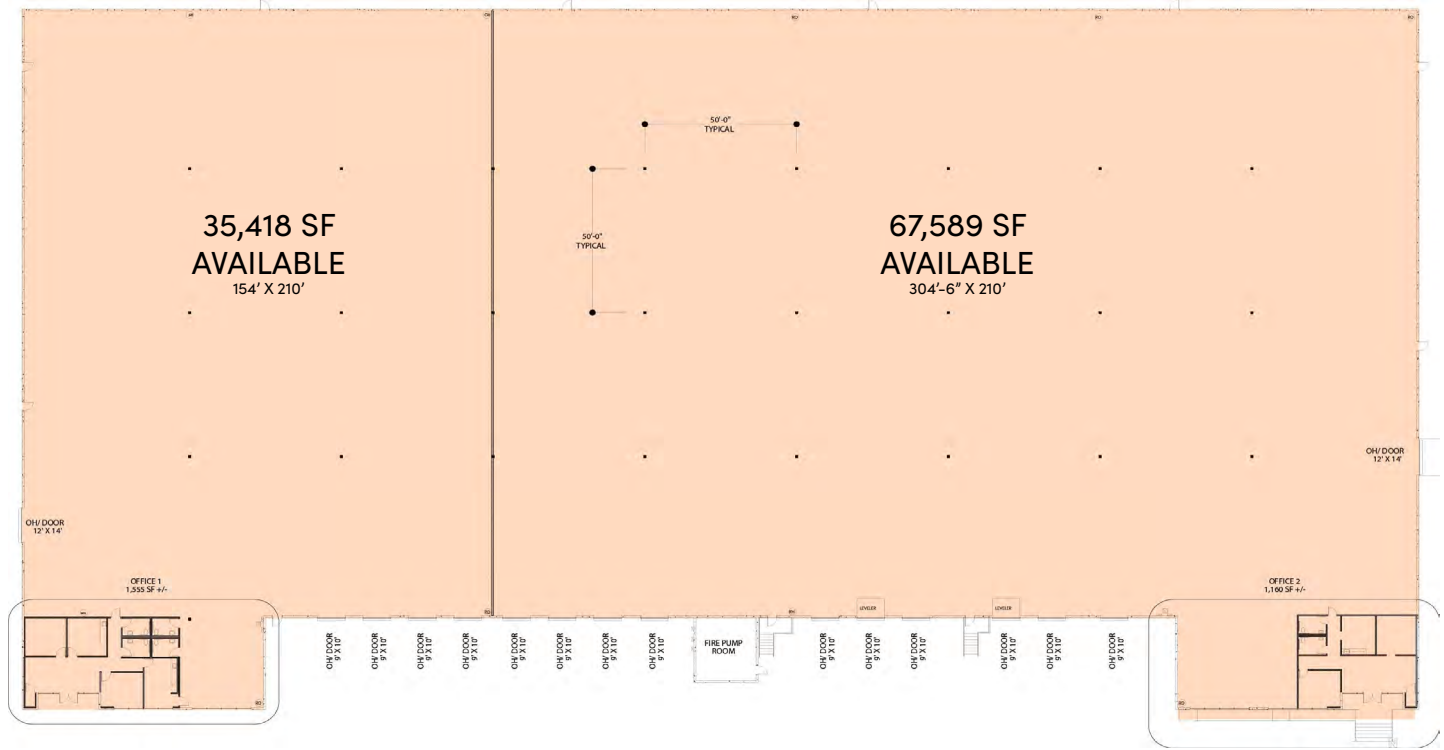 50'-0"
TYPICAL
50'-0"
TYPICAL
35,418 SF
AVAILABLE
154' X 210'
67,589 SF
AVAILABLE
304'-6" X 210'
OH/ DOOR
12' X 14'
OH/ DOOR
12' X 14'
OFFICE 1
1,555 SF +/-
OFFICE 2
1,160 SF +/-
LEVELER
LEVELER
OH/ DOOR
9' X 10'
OH/ DOOR
9' X 10'
OH/ DOOR
9' X 10'
OH/ DOOR
9' X 10'
OH/ DOOR
9' X 10'
OH/ DOOR
9' X 10'
OH/ DOOR
9' X 10'
OH/ DOOR
9' X 10'
FIRE PUMP
ROOM
OH/ DOOR
9' X 10'
OH/ DOOR
9' X 10'
OH/ DOOR
9' X 10'
OH/ DOOR
9' X 10'
OH/ DOOR
9' X 10'
OH/ DOOR
9' X 10'